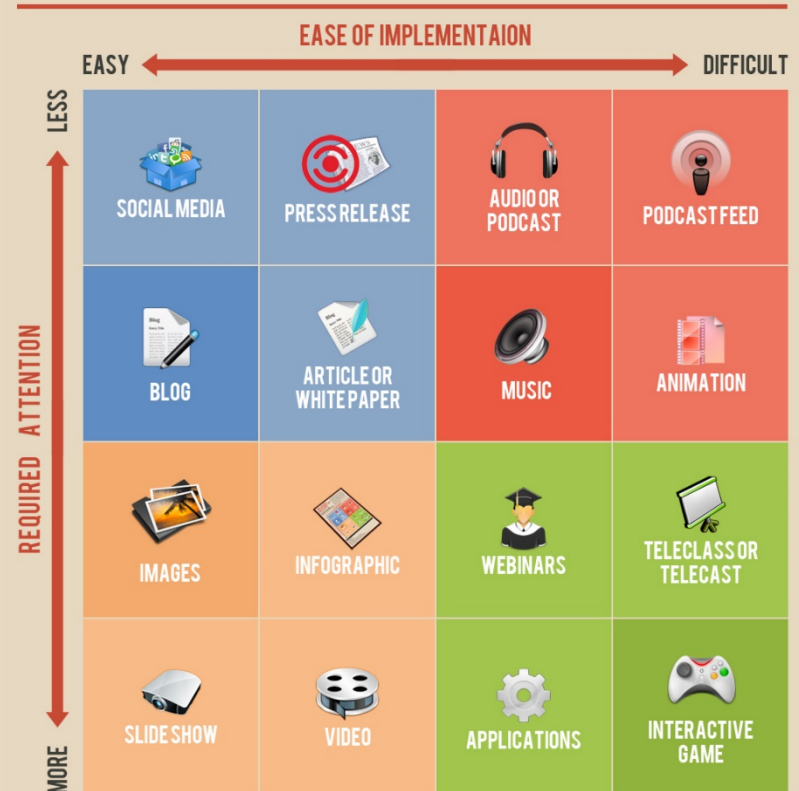 EASE OF IMPLEMENTAION
EASY
DIFFICULT
LESS
REQUIRED ATTENTION
MORE
SOCIAL MEDIA
PRESS RELEASE
AUDIO OR
PODCAST
PODCAST FEED
BLOG
ARTICLE OR
WHITE PAPER
MUSIC
ANIMATION
IMAGES
INFOGRAPHIC
WEBINARS
TELECLASS OR
TELECAST
SLIDE SHOW
VIDEO
APPLICATIONS
INTERACTIVE
GAME